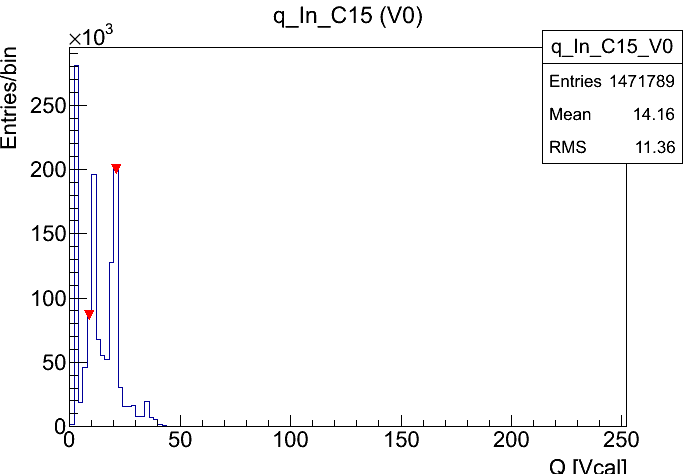 q_In_C15 (V0)
×10³
Entries/bin
q_In_C15_V0
Entries 1471789
Mean 14.16
RMS 11.36
250
200
150
100
50
0
0 50 100 150 200 250
Q [Vcal]